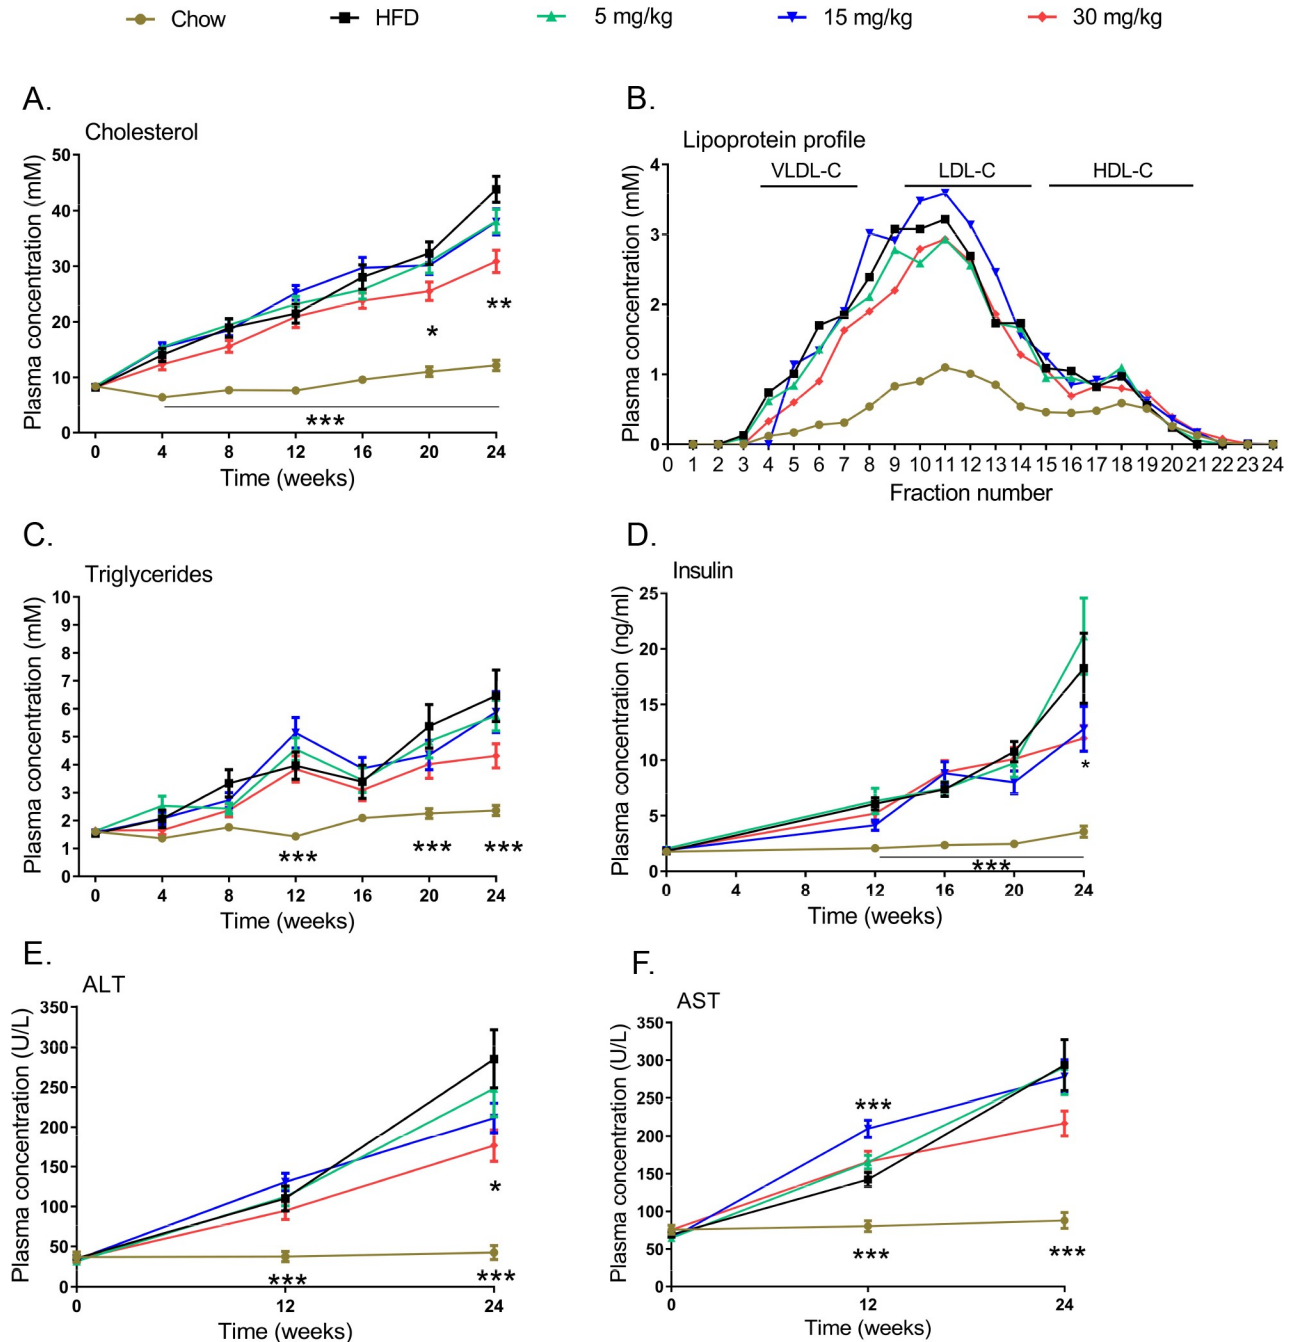 Chow HFD 5 mg/kg 15 mg/kg 30 mg/kg
A.
Cholesterol
Plasma concentration (mM)
50
40
30
20
10
0
*
**
***
0 4 8 12 16 20 24
Time (weeks)
B.
Lipoprotein profile
VLDL-C LDL-C HDL-C
Plasma concentration (mM)
4
3
2
1
0
0 1 2 3 4 5 6 7 8 9 10 11 12 13 14 15 16 17 18 19 20 21 22 23 24
Fraction number
C.
Triglycerides
Plasma concentration (mM)
10
9
8
7
6
5
4
3
2
1
0
*** *** ***
0 4 8 12 16 20 24
Time (weeks)
D.
Insulin
Plasma concentration (ng/ml)
25
20
15
10
5
0
*
***
0 4 8 12 16 20 24
Time (weeks)
E.
ALT
Plasma concentration (U/L)
350
300
250
200
150
100
50
0
*
*** ***
0 12 24
Time (weeks)
F.
AST
Plasma concentration (U/L)
350
300
250
200
150
100
50
0
***
*** ***
0 12 24
Time (weeks)